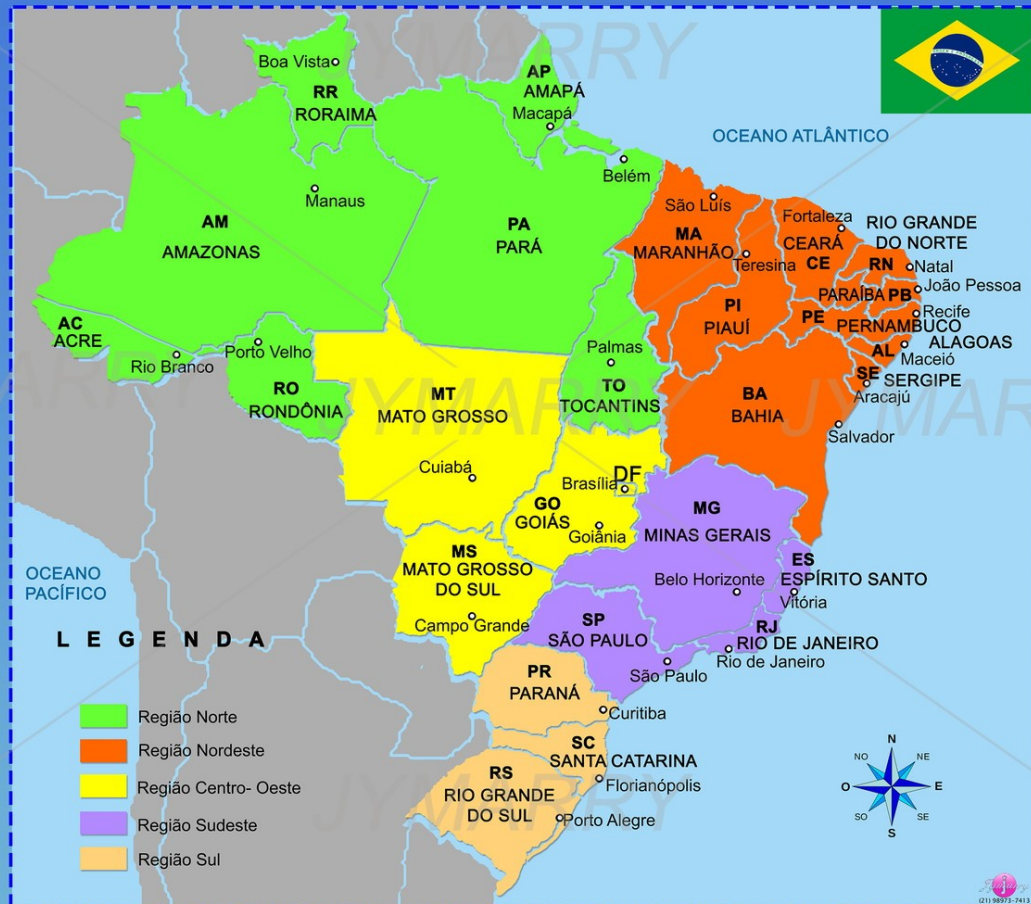 JYMARRY
Boa Vista
RR
RORAIMA
AP
AMAPÁ
Macapá
OCEANO ATLÂNTICO
Belém
Manaus
AM
AMAZONAS
PA
PARÁ
São Luís
MA
MARANHÃO
Teresina
Fortaleza
CEARÁ
CE
RIO GRANDE
DO NORTE
RN
Natal
João Pessoa
PARAÍBA PB
Recife
PI
PIAUÍ
PE
PERNAMBUCO
ALAGOAS
AL
Maceió
SE
SERGIPE
Aracajú
AC
ACRE
Rio Branco
Porto Velho
RO
RONDÔNIA
Palmas
TO
TOCANTINS
MT
MATO GROSSO
Cuiabá
BA
BAHIA
Salvador
JYMARRY
JYMARRY
DF
Brasília
GO
GOIÁS
Goiânia
MG
MINAS GERAIS
Belo Horizonte
ES
ESPÍRITO SANTO
Vitória
MS
MATO GROSSO
DO SUL
Campo Grande
SP
SÃO PAULO
São Paulo
RJ
RIO DE JANEIRO
Rio de Janeiro
OCEANO
PACÍFICO
PR
PARANÁ
Curitiba
SC
SANTA CATARINA
Florianópolis
RS
RIO GRANDE
DO SUL
Porto Alegre
JYMARRY
LEGENDA
Região Norte
Região Nordeste
Região Centro- Oeste
Região Sudeste
Região Sul
N
NO
NE
O
E
SO
SE
S
(21) 98973-7413